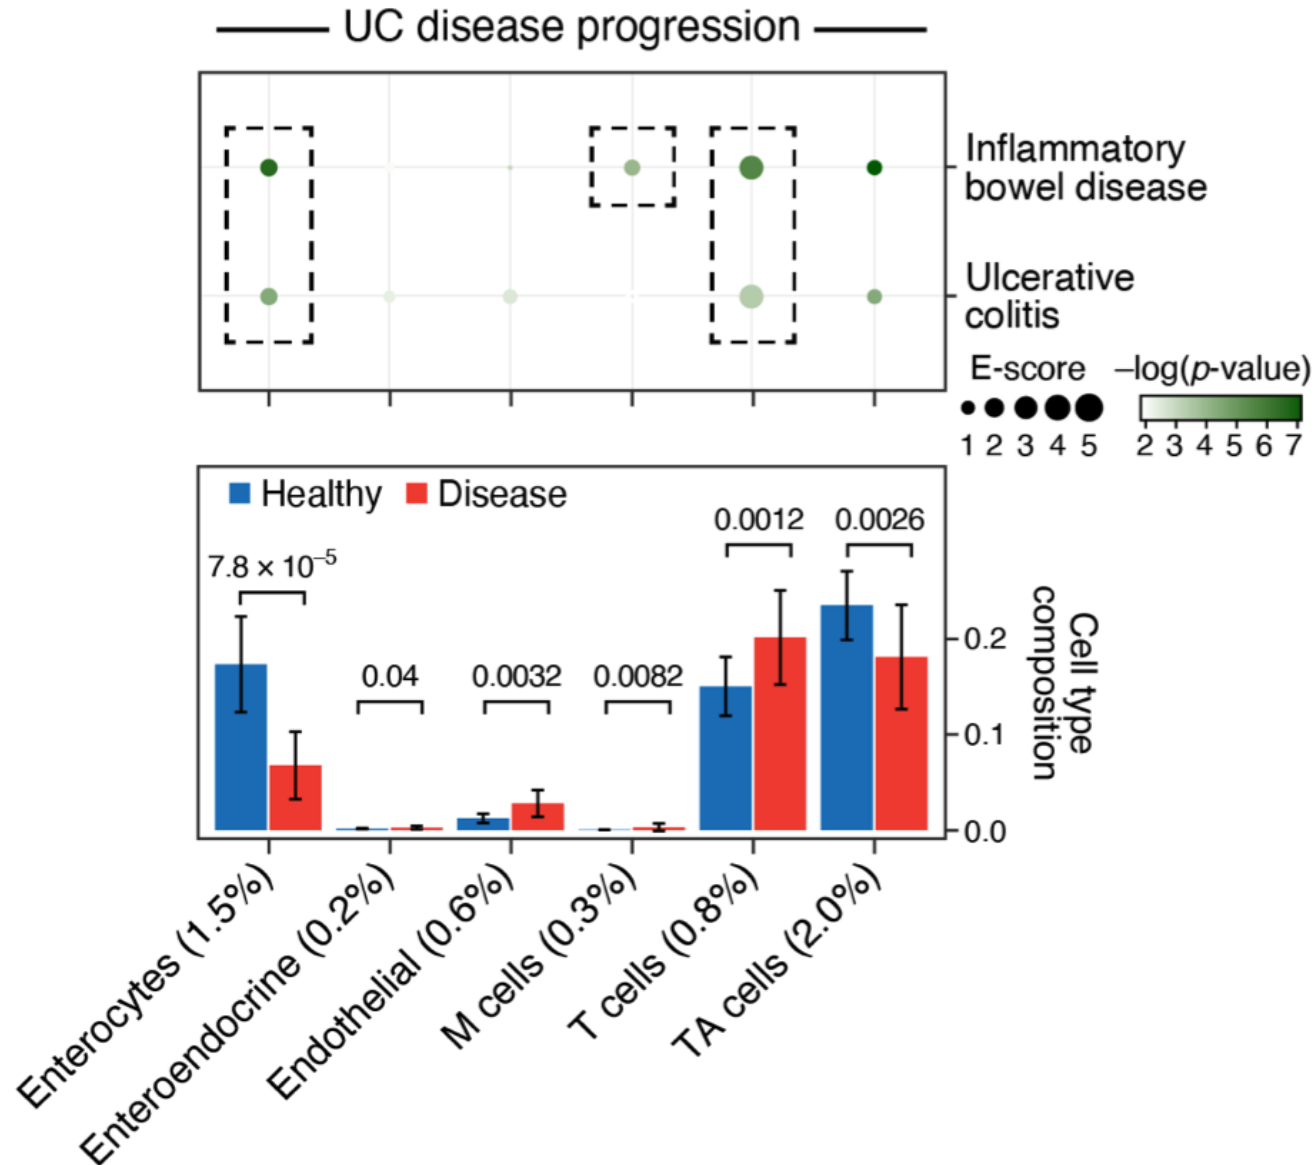 UC disease progression
Inflammatory
bowel disease
Ulcerative
colitis
E-score
–log(p-value)
1 2 3 4 5
2 3 4 5 6 7
Healthy
Disease
7.8 × 10⁻⁵
0.04
0.0032
0.0082
0.0012
0.0026
0.2
0.1
0.0
Cell type
composition
Enterocytes (1.5%)
Enteroendocrine (0.2%)
Endothelial (0.6%)
M cells (0.3%)
T cells (0.8%)
TA cells (2.0%)